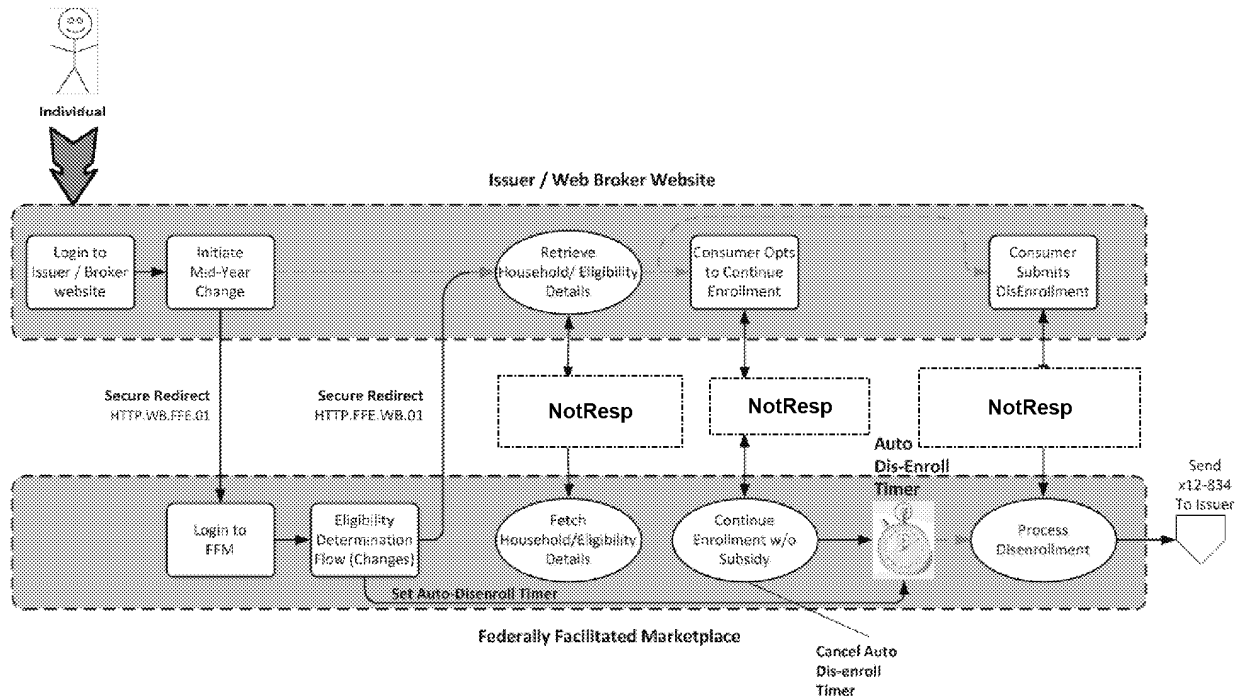 Individual
Issuer / Web Broker Website
Login to
Issuer / Broker
website
Initiate
Mid-Year
Change
Retrieve
Household/ Eligibility
Details
Consumer Opts
to Continue
Enrollment
Consumer
Submits
DisEnrollment
Secure Redirect
HTTP.WB.FFE.01
Secure Redirect
HTTP.FFE.WB.01
NotResp
NotResp
NotResp
Auto
Dis-Enroll
Timer
Send
x12-834
To Issuer
Login to
FFM
Eligibility
Determination
Flow (Changes)
Fetch
Household/Eligibility
Details
Continue
Enrollment w/o
Subsidy
Process
Disenrollment
Set Auto-Disenroll Timer
Federally Facilitated Marketplace
Cancel Auto
Dis-enroll
Timer